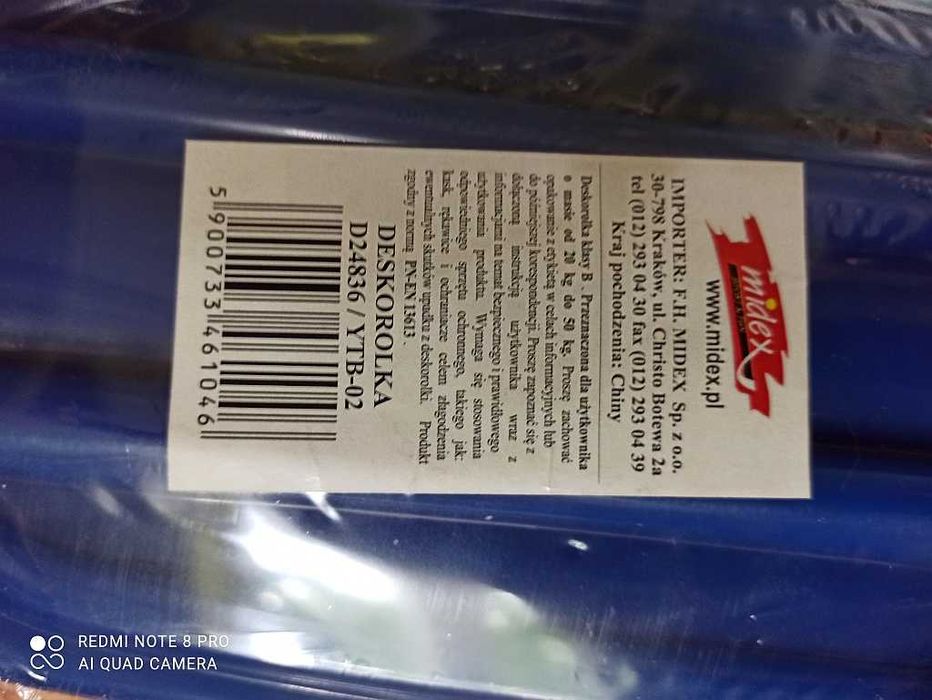 midex
www.midex.pl
IMPORTER: F.H. MIDEX Sp. z o.o.
30-798 Kraków, ul. Christo Botewa 2a
tel (012) 293 04 30 fax (012) 293 04 39
Kraj pochodzenia: Chiny
Deskorolka klasy B . Przeznaczona dla użytkownika
o masie od 20 kg do 50 kg. Proszę zachować
opakowanie z etykietą w celach informacyjnych lub
do późniejszej korespondencji. Proszę zapoznać się z
dołączoną instrukcją użytkownika wraz z
informacjami na temat bezpiecznego i prawidłowego
użytkowania produktu. Wymaga się stosowania
odpowiedniego sprzętu ochronnego, takiego jak:
kask, rękawice i ochraniacze celem złagodzenia
ewentualnych skutków upadku z deskorolki. Produkt
zgodny z normą PN-EN 13613 .
DESKOROLKA
D24836 / YTB-02
5 900733 461046
REDMI NOTE 8 PRO
AI QUAD CAMERA